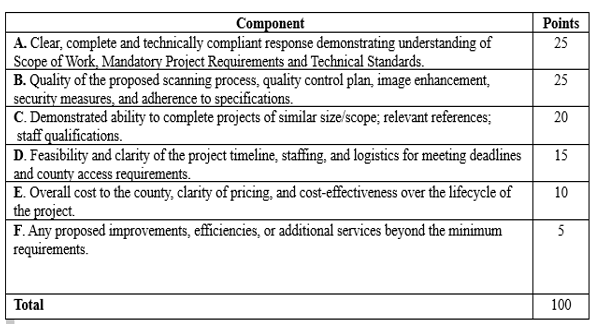 Component Points
A. Clear, complete and technically compliant response demonstrating understanding of 25
Scope of Work, Mandatory Project Requirements and Technical Standards.
B. Quality of the proposed scanning process, quality control plan, image enhancement, 25
security measures, and adherence to specifications.
C. Demonstrated ability to complete projects of similar size/scope; relevant references; 20
staff qualifications.
D. Feasibility and clarity of the project timeline, staffing, and logistics for meeting deadlines 15
and county access requirements.
E. Overall cost to the county, clarity of pricing, and cost-effectiveness over the lifecycle of 10
the project.
F. Any proposed improvements, efficiencies, or additional services beyond the minimum 5
requirements.
Total 100